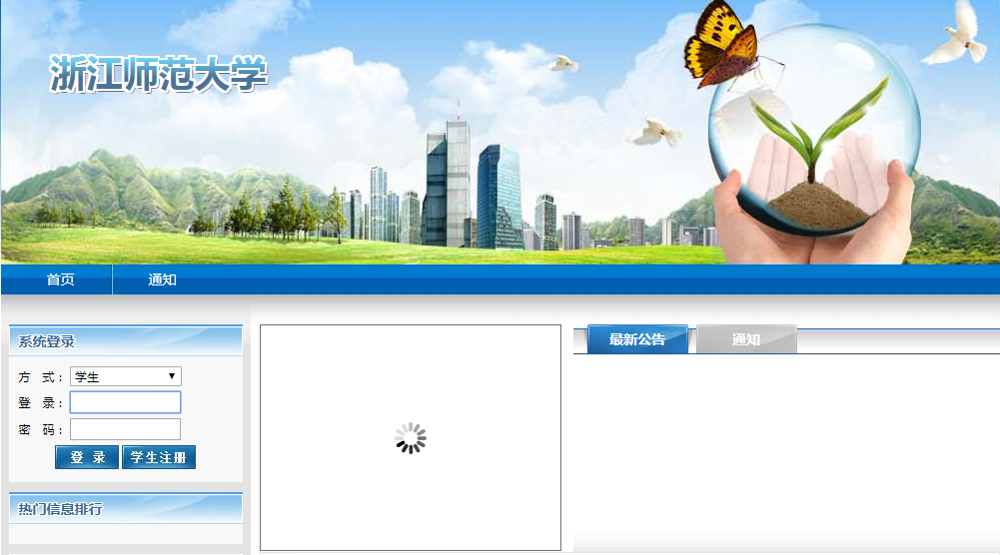 浙江师范大学
首页 通知
系统登录
方 式： 学生
登 录：
密 码：
登 录 学生注册
热门信息排行
最新公告 通知